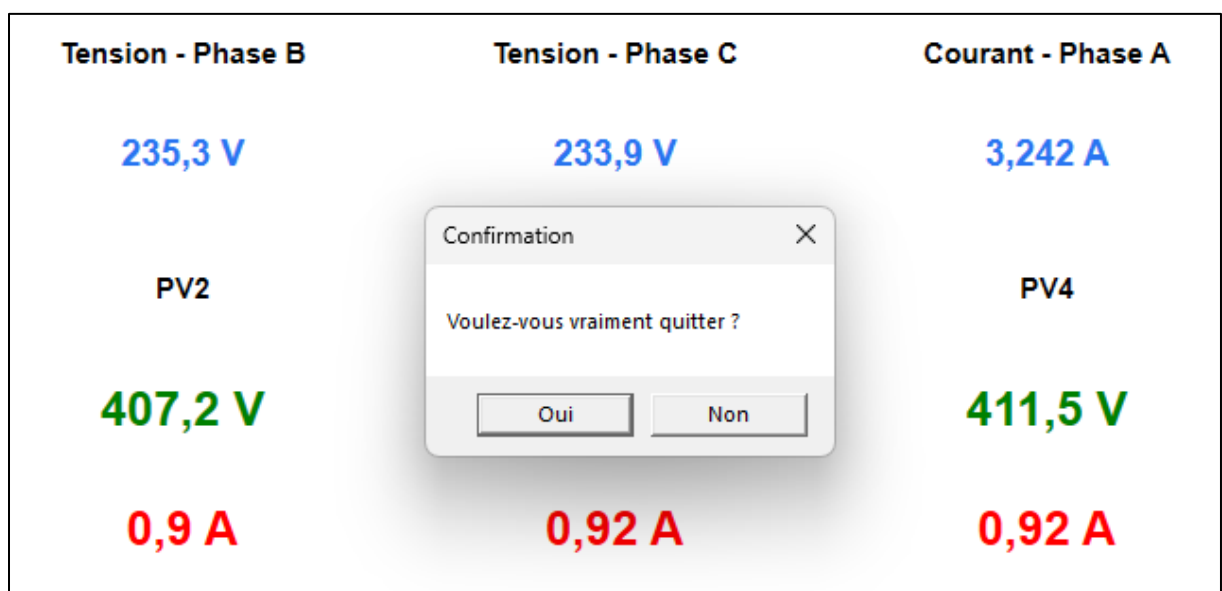 Tension - Phase B
Tension - Phase C
Courant - Phase A
235,3 V
233,9 V
3,242 A
Confirmation
Voulez-vous vraiment quitter ?
Oui
Non
PV2
PV4
407,2 V
411,5 V
0,9 A
0,92 A
0,92 A